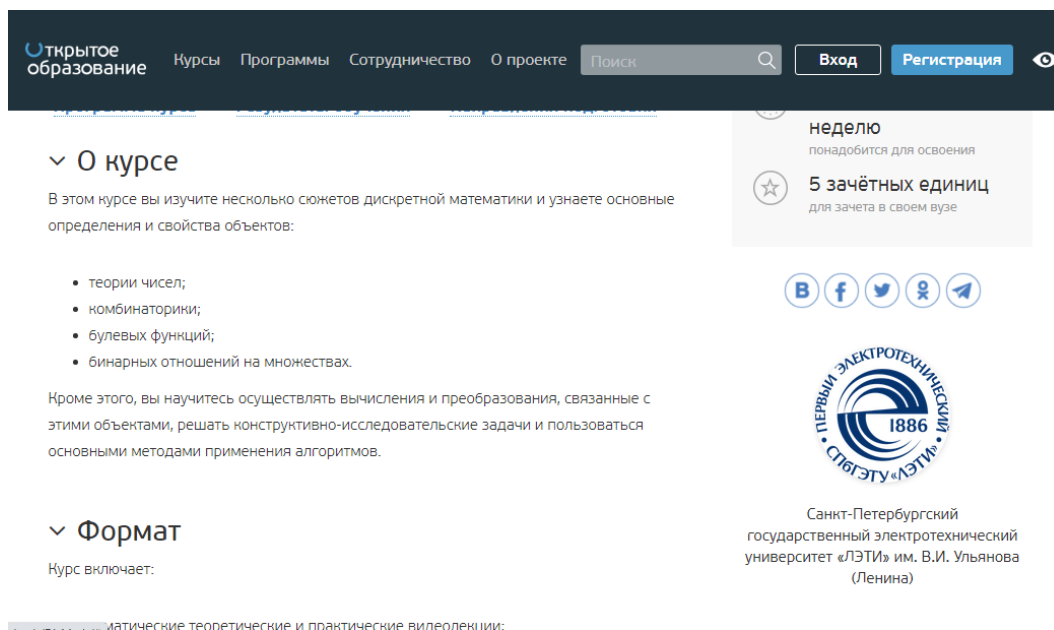 Открытое
образование
Курсы Программы Сотрудничество О проекте Поиск Вход Регистрация
О курсе
В этом курсе вы изучите несколько сюжетов дискретной математики и узнаете основные
определения и свойства объектов:
теории чисел;
комбинаторики;
булевых функций;
бинарных отношений на множествах.
Кроме этого, вы научитесь осуществлять вычисления и преобразования, связанные с
этими объектами, решать конструктивно-исследовательские задачи и пользоваться
основными методами применения алгоритмов.
Формат
Курс включает:
теоретические и практические видеолекции;
неделю
понадобится для освоения
5 зачётных единиц
для зачета в своем вузе
ПЕРВЫЙ ЭЛЕКТРОТЕХНИЧЕСКИЙ
1886
СПбГЭТУ «ЛЭТИ»
Санкт-Петербургский
государственный электротехнический
университет «ЛЭТИ» им. В.И. Ульянова
(Ленина)